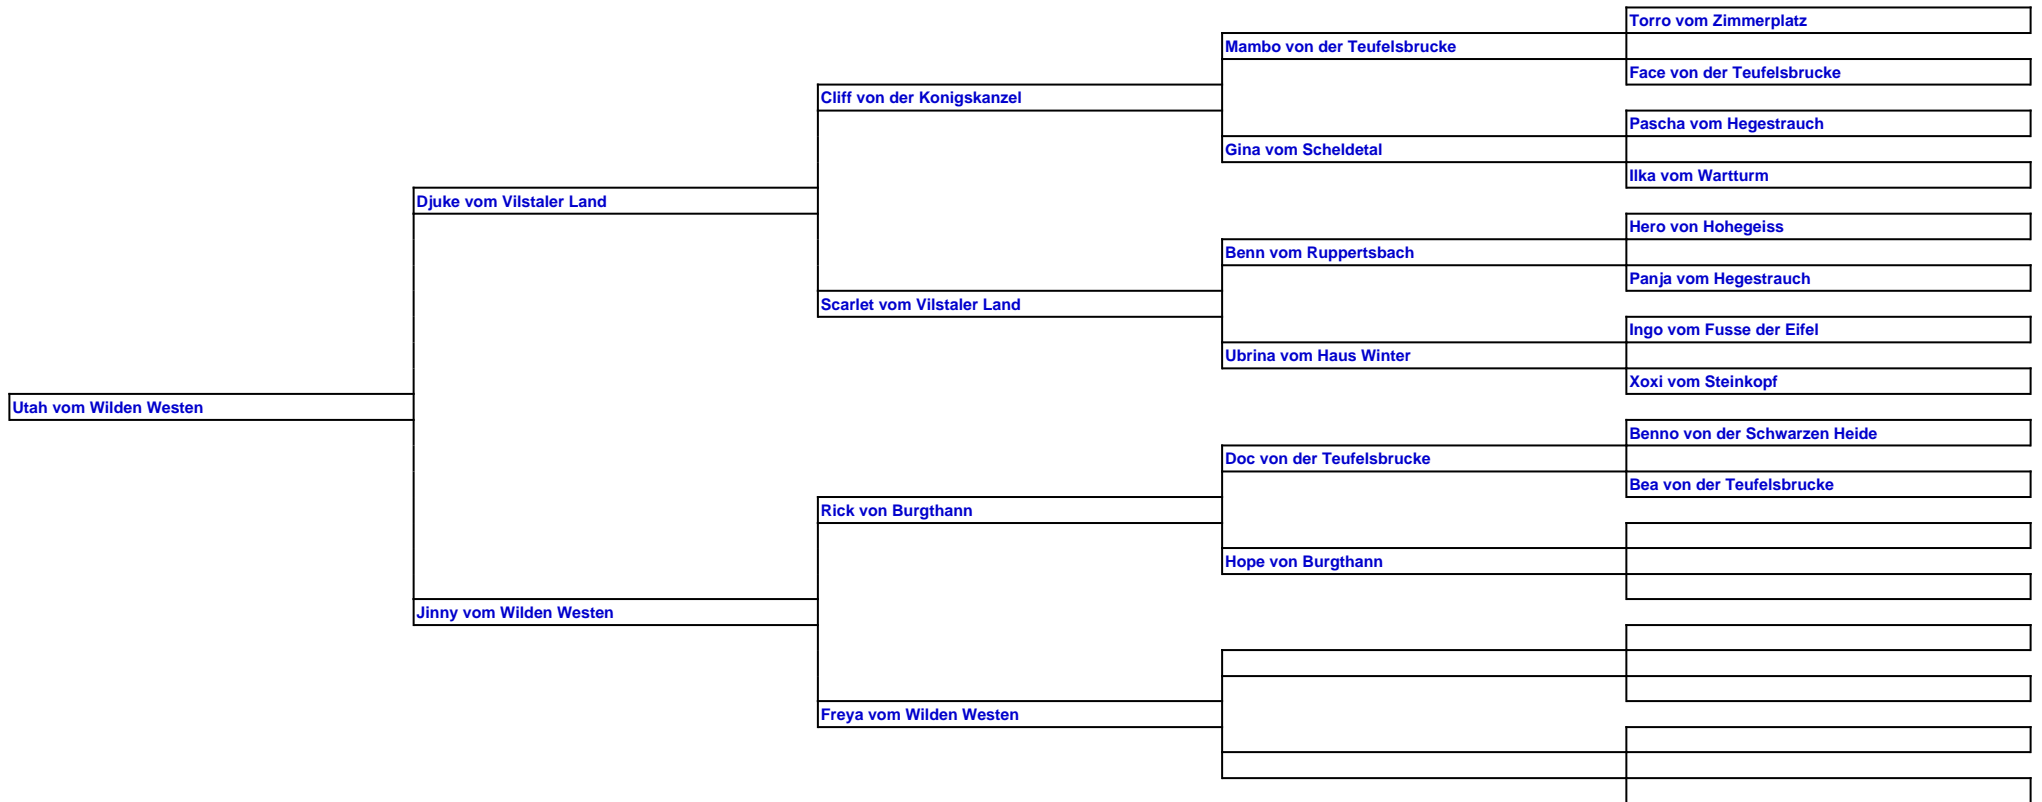 Torro vom Zimmerplatz
Mambo von der Teufelsbrucke
Face von der Teufelsbrucke
Cliff von der Konigskanzel
Pascha vom Hegestrauch
Gina vom Scheldetal
Ilka vom Wartturm
Djuke vom Vilstaler Land
Hero von Hohegeiss
Benn vom Ruppertsbach
Panja vom Hegestrauch
Scarlet vom Vilstaler Land
Ingo vom Fusse der Eifel
Ubrina vom Haus Winter
Xoxi vom Steinkopf
Utah vom Wilden Westen
Benno von der Schwarzen Heide
Doc von der Teufelsbrucke
Bea von der Teufelsbrucke
Rick von Burgthann
Hope von Burgthann
Jinny vom Wilden Westen
Freya vom Wilden Westen